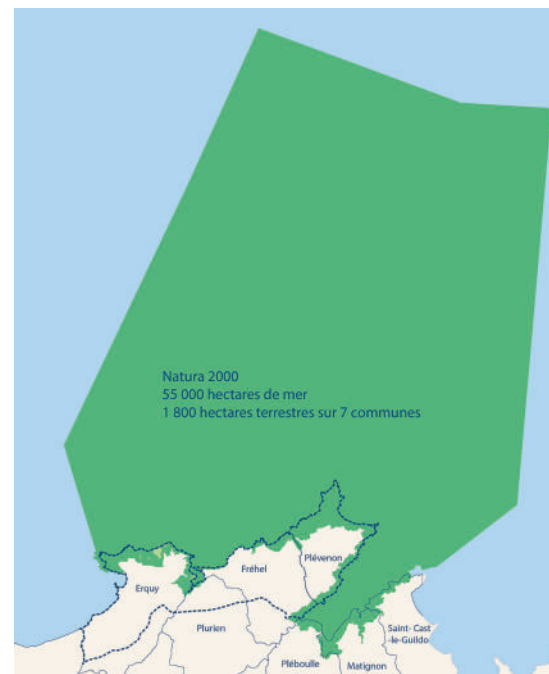 Natura 2000
55 000 hectares de mer
1 800 hectares terrestres sur 7 communes
Plévenon
Fréhel
Erquy
Plurien
Saint- Cast
-le-Guildo
Pléboulle
Matignon